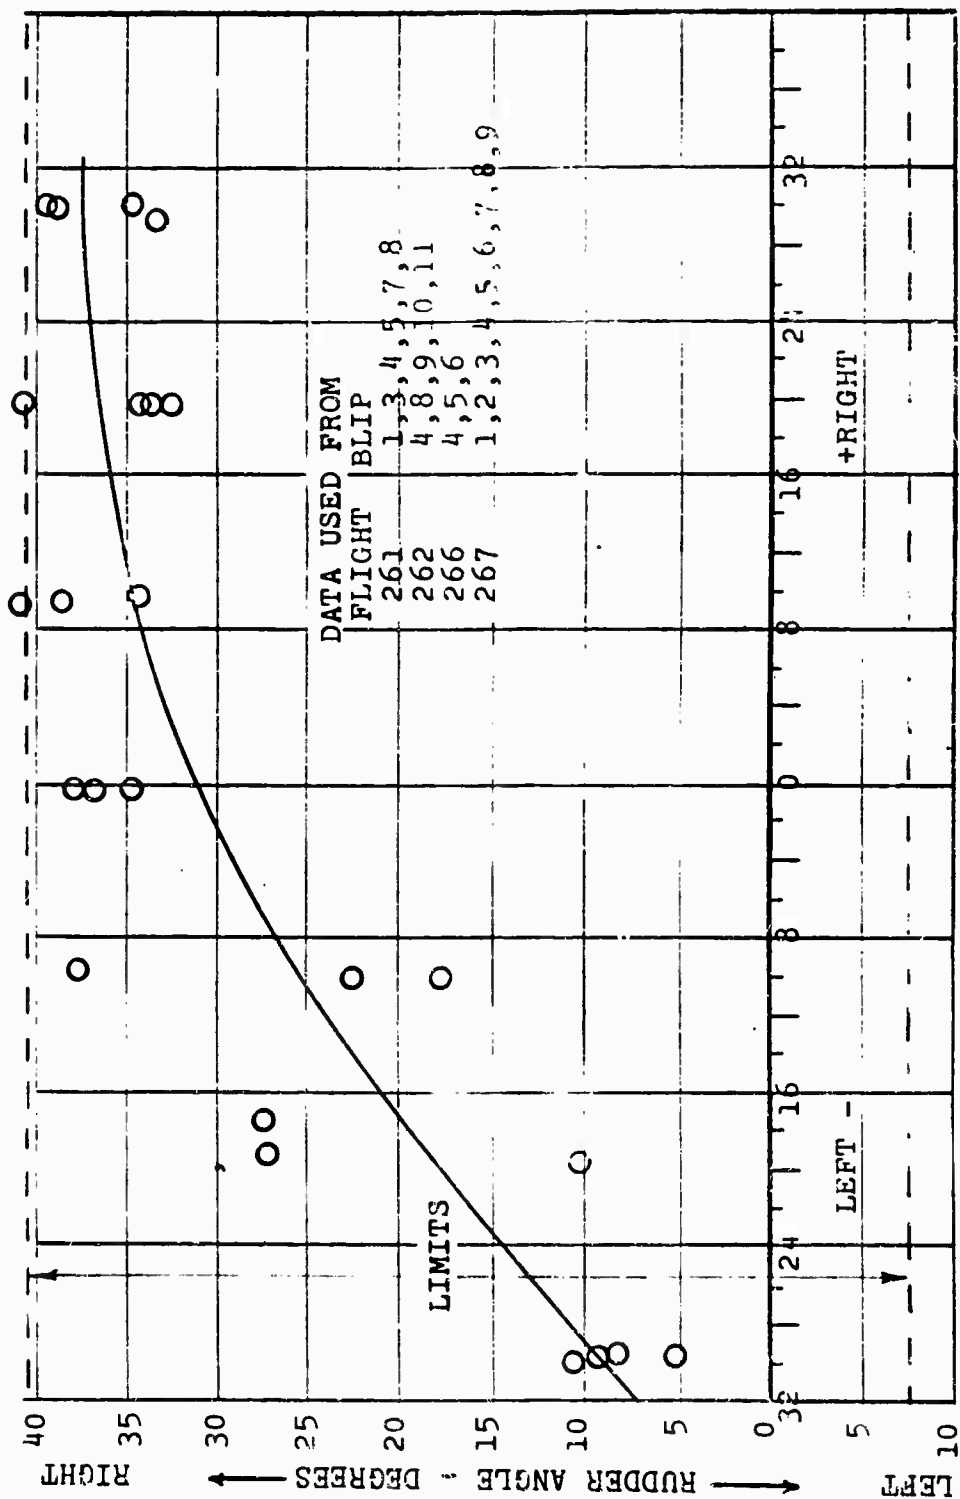 RIGHT
40
35
30
25
20
15
10
5
0
5
10
LEFT
RUDDER ANGLE - DEGREES
LIMITS
DATA USED FROM
FLIGHT BLIP
261 1,3,4,5,7,8
262 4,8,9,10,11
266 4,5,6
267 1,2,3,4,5,6,7,8,9
32 24 16 8 0 8 16 24 32
LEFT - +RIGHT